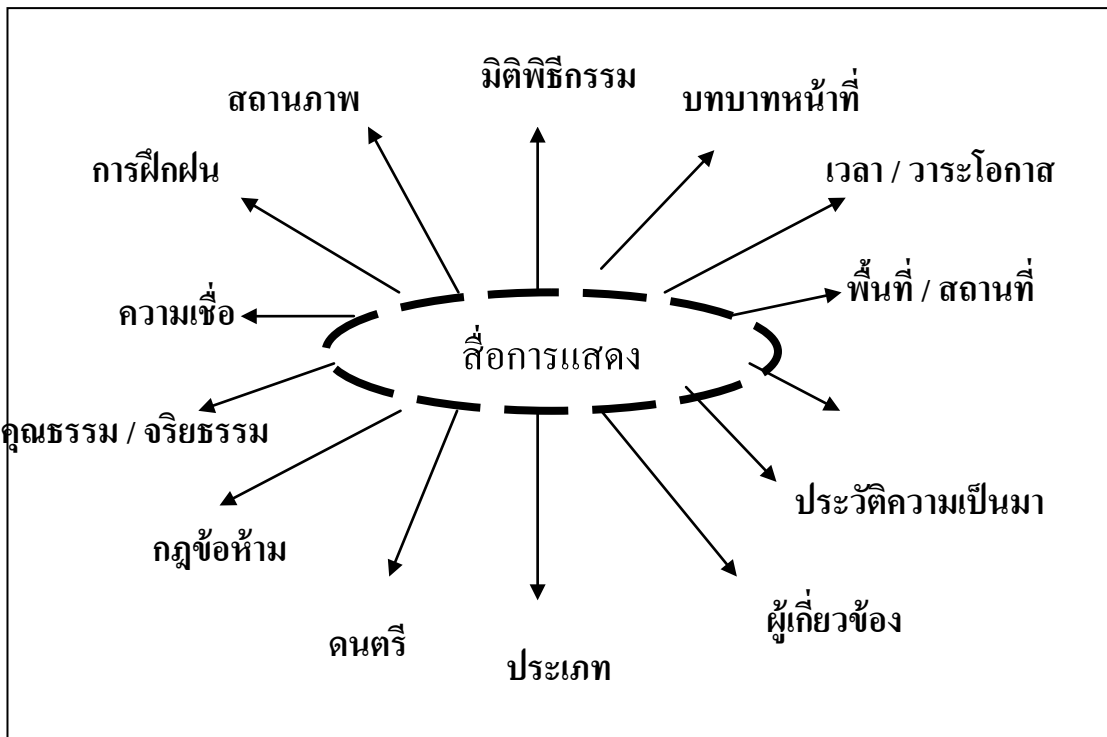 มิติพิธีกรรม
สถานภาพ
บทบาทหน้าที่
การฝึกฝน
เวลา / วาระโอกาส
พื้นที่ / สถานที่
ความเชื่อ
สื่อการแสดง
คุณธรรม / จริยธรรม
ประวัติความเป็นมา
กฎข้อห้าม
ผู้เกี่ยวข้อง
ดนตรี
ประเภท